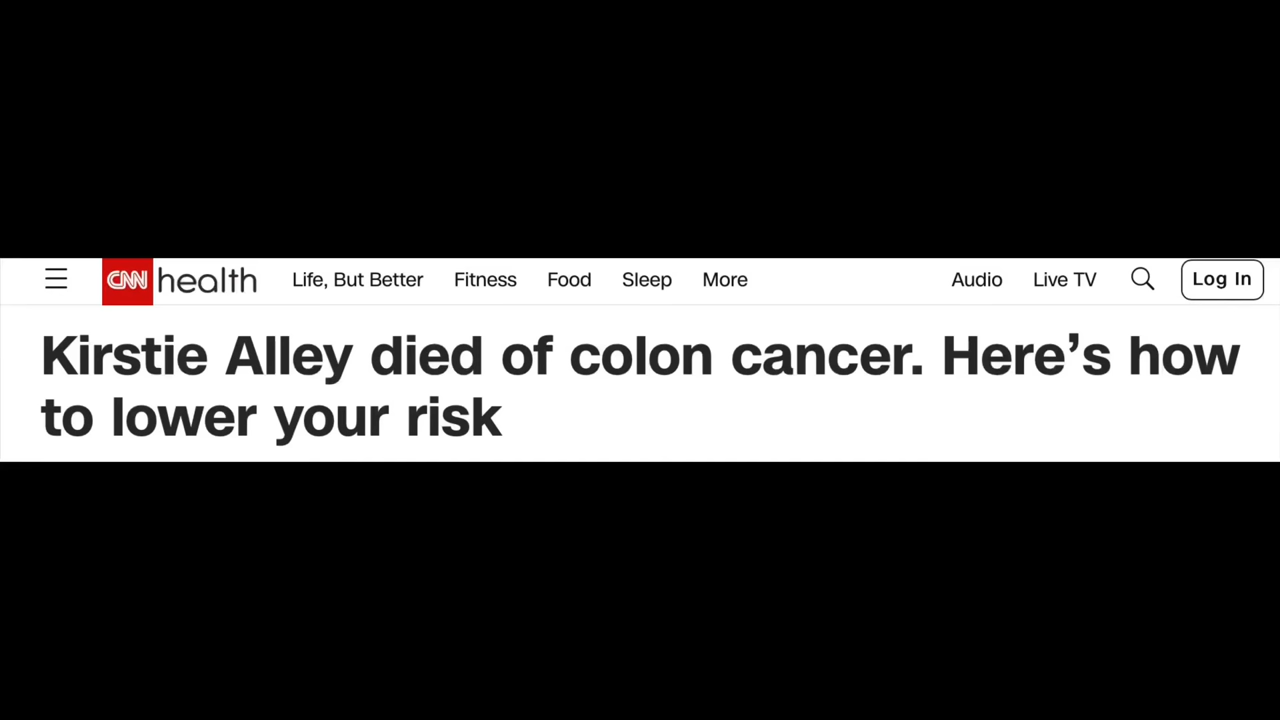 CNN health Life, But Better Fitness Food Sleep More Audio Live TV Log In
Kirstie Alley died of colon cancer. Here’s how
to lower your risk